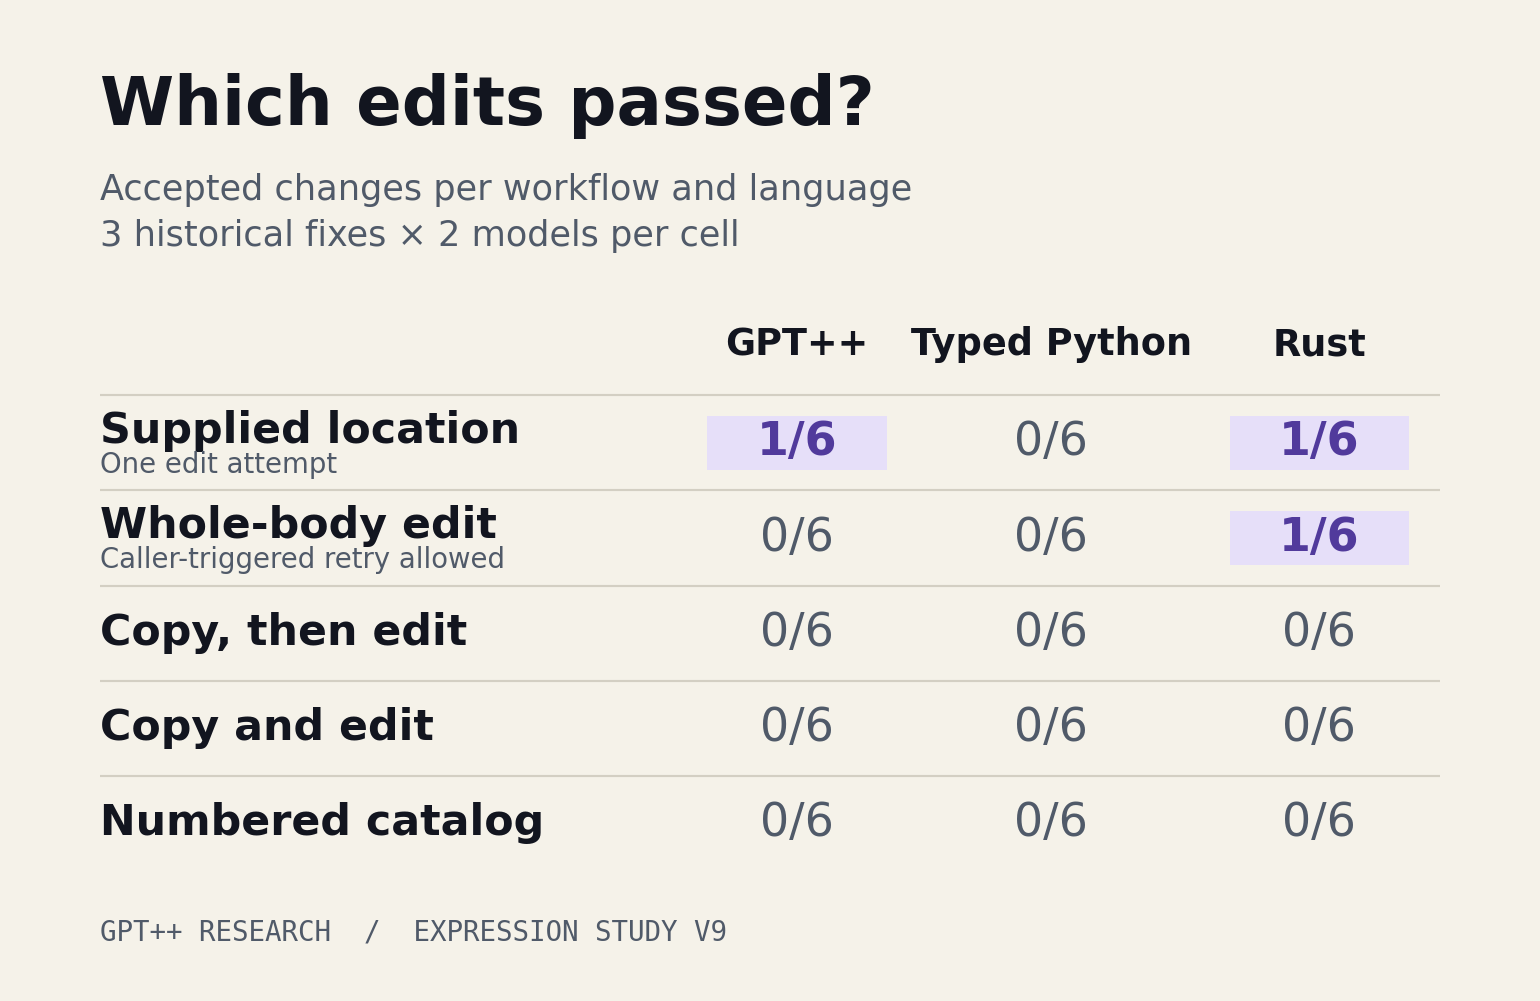 Which edits passed?
Accepted changes per workflow and language
3 historical fixes × 2 models per cell
GPT++ Typed Python Rust
Supplied location 1/6 0/6 1/6
One edit attempt
Whole-body edit 0/6 0/6 1/6
Caller-triggered retry allowed
Copy, then edit 0/6 0/6 0/6
Copy and edit 0/6 0/6 0/6
Numbered catalog 0/6 0/6 0/6
GPT++ RESEARCH / EXPRESSION STUDY V9